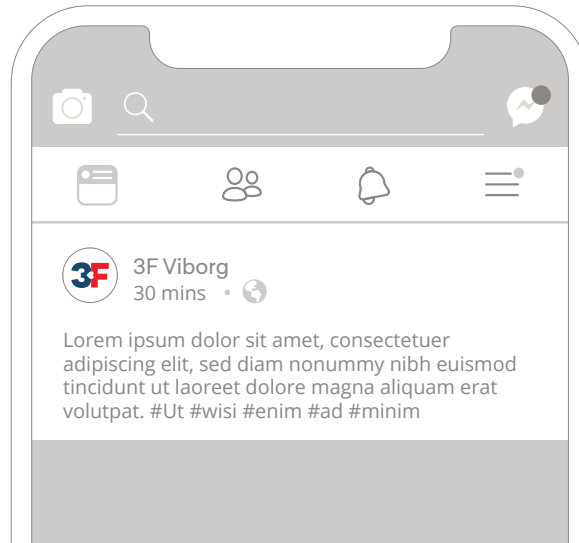 3F
3F Viborg
30 mins
Lorem ipsum dolor sit amet, consectetuer
adipiscing elit, sed diam nonummy nibh euismod
tincidunt ut laoreet dolore magna aliquam erat
volutpat. #Ut #wisi #enim #ad #minim